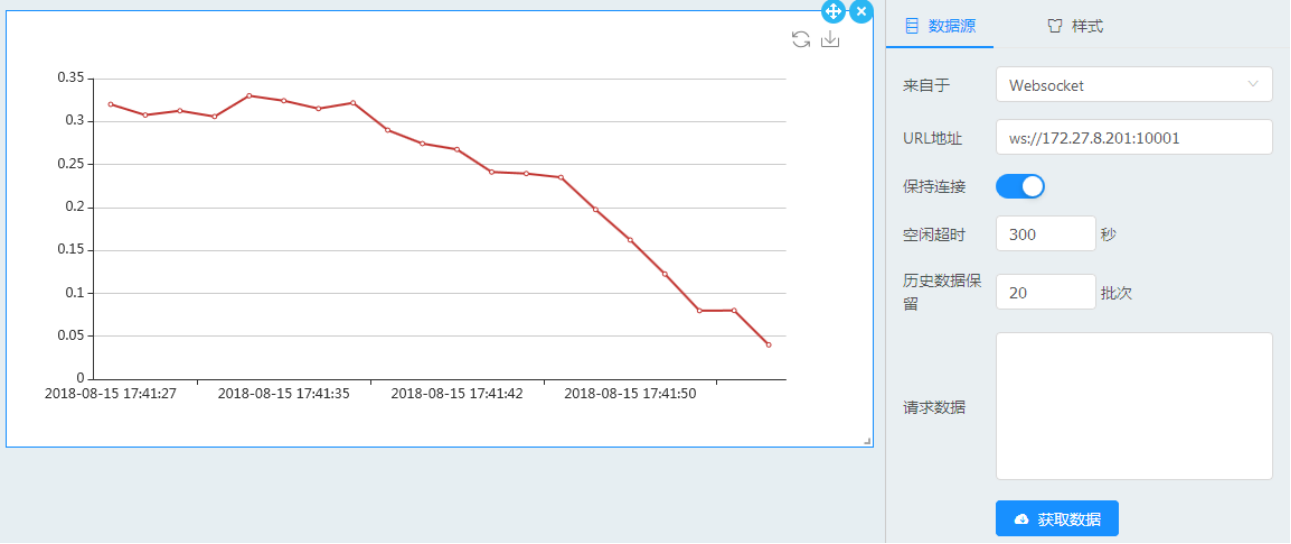 0.35
0.3
0.25
0.2
0.15
0.1
0.05
0
2018-08-15 17:41:27
2018-08-15 17:41:35
2018-08-15 17:41:42
2018-08-15 17:41:50
数据源
样式
来自于
Websocket
URL地址
ws://172.27.8.201:10001
保持连接
空闲超时
300
秒
历史数据保
留
20
批次
请求数据
获取数据